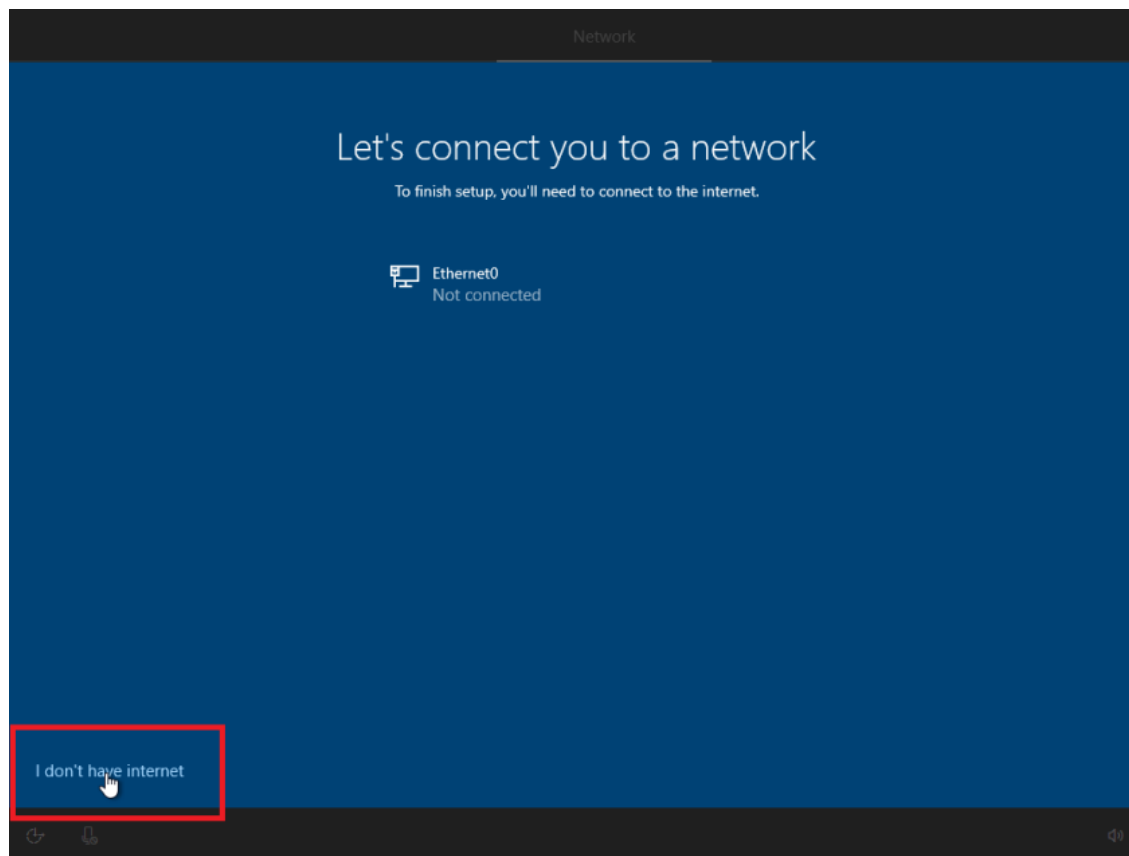 Network
Let's connect you to a network
To finish setup, you'll need to connect to the internet.
Ethernet0
Not connected
I don't have internet